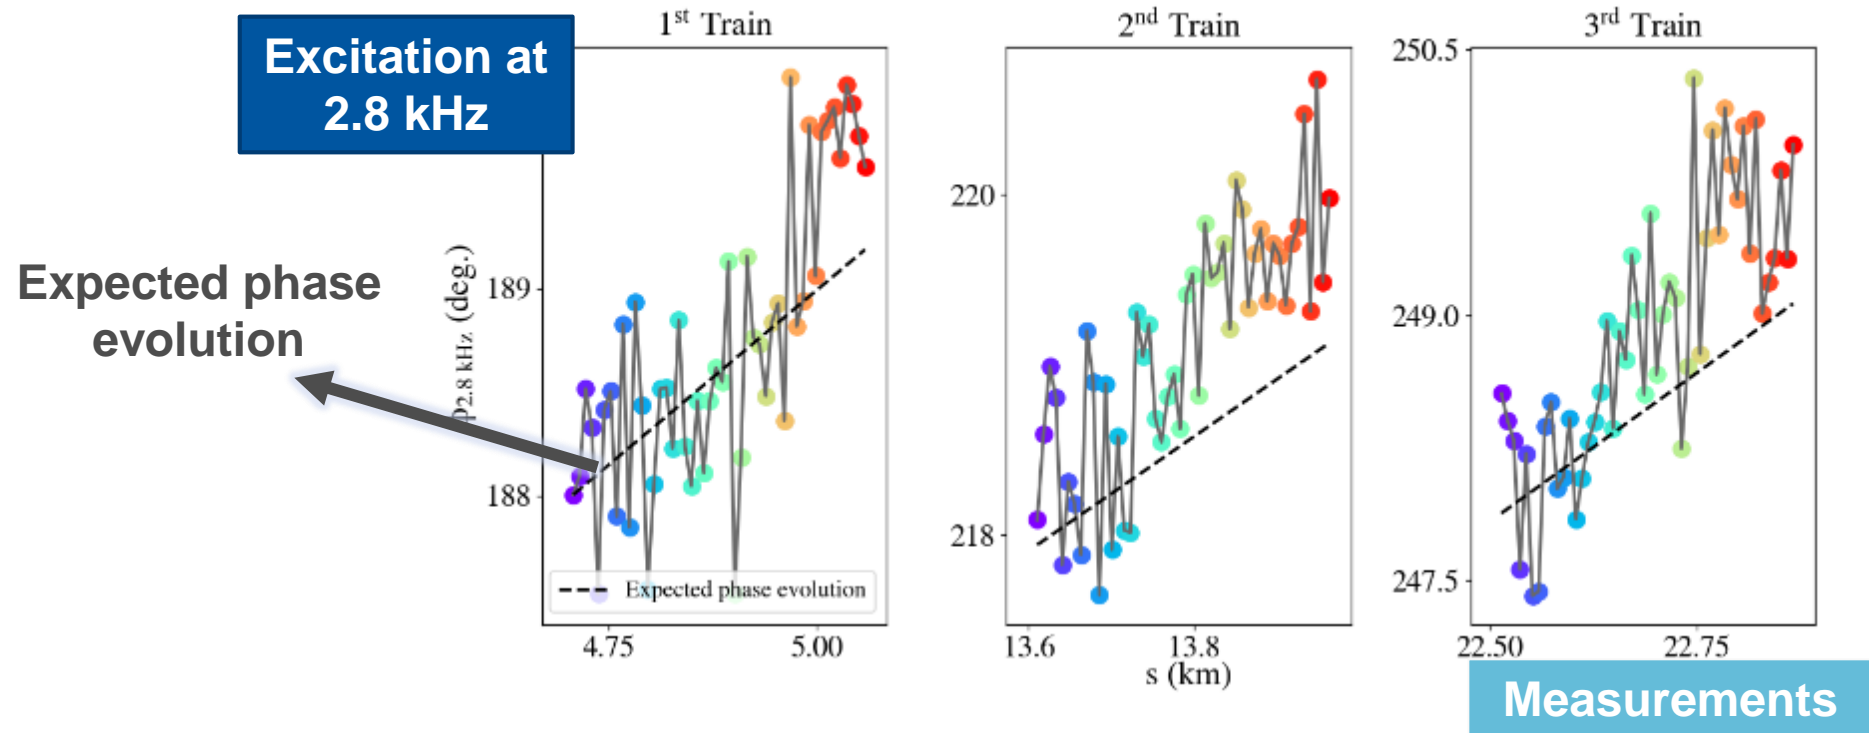 Excitation at
2.8 kHz
Expected phase
evolution
1st Train
2nd Train
3rd Train
189
188
4.75
5.00
Expected phase evolution
220
218
13.6
13.8
s (km)
250.5
249.0
247.5
22.50
22.75
2.8 kHz (deg.)
Measurements